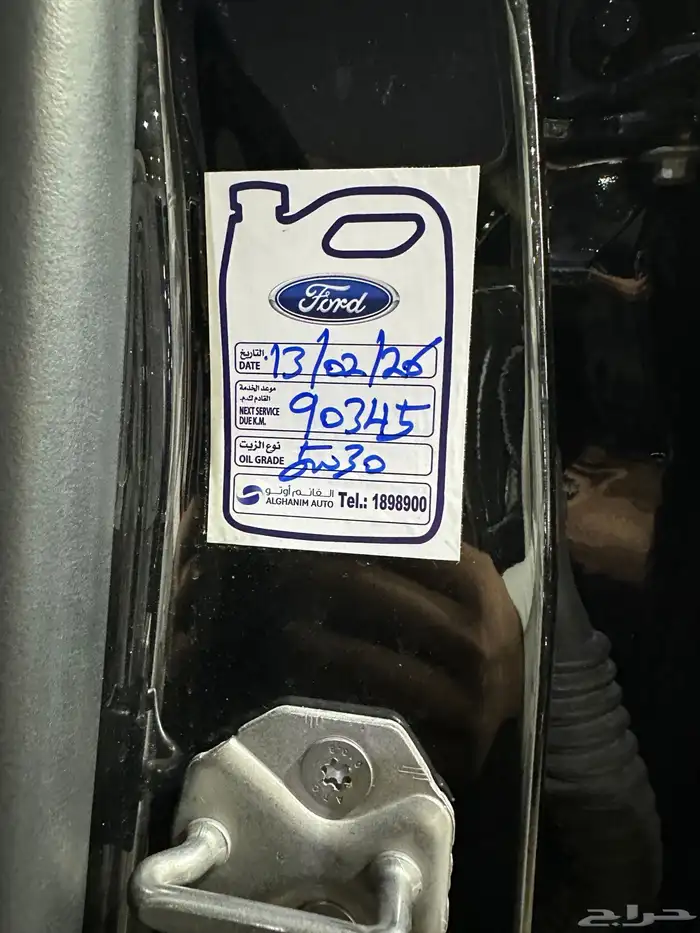 Ford
التاريخ
DATE 13/02/26
موعد الخدمة
القادم ك.م.
NEXT SERVICE
DUE K.M. 90345
نوع الزيت
OIL GRADE 5W30
الغانم أوتو
ALGHANIM AUTO Tel.: 1898900
حراج